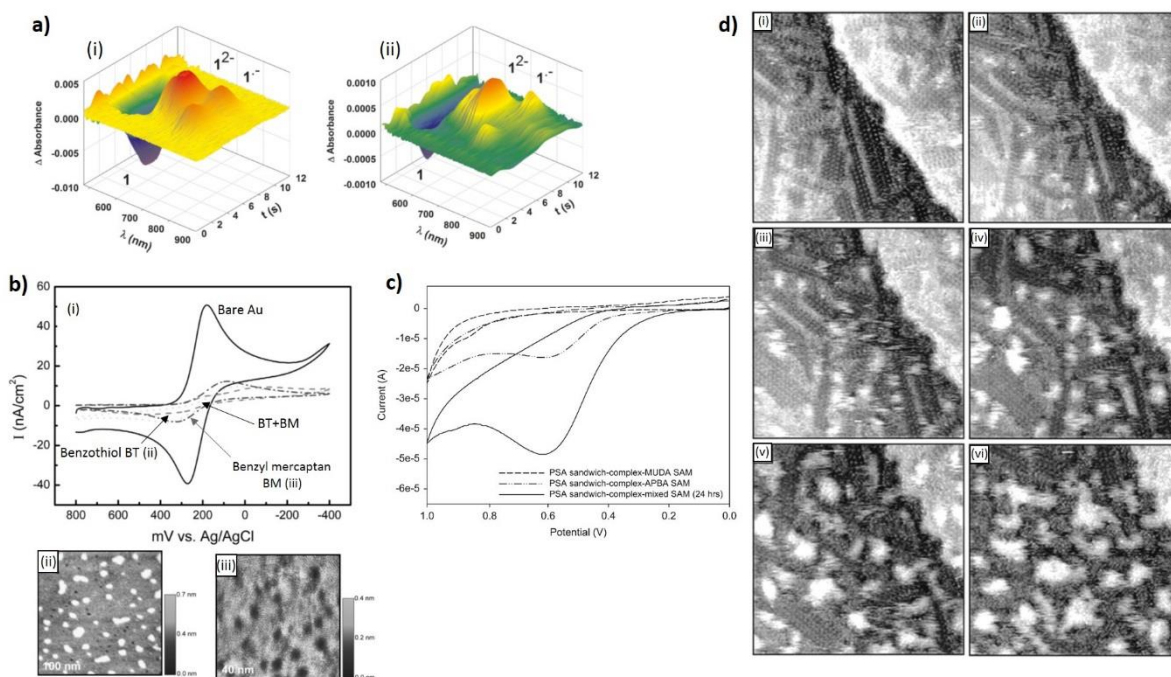 a)
(i)
1²⁻
1·⁻
0.005
0.000
-0.005
-0.010
Δ Absorbance
1
600
700
800
900
λ (nm)
0
2
4
6
8
10
12
t (s)
(ii)
1²⁻
1·⁻
0.0010
0.0005
0.0000
-0.0005
-0.0010
Δ Absorbance
1
600
700
800
900
λ (nm)
0
2
4
6
8
10
12
t (s)
b)
(i)
60
40
20
0
-20
-40
I (nA/cm²)
Bare Au
BT+BM
Benzothiol BT (ii)
Benzyl mercaptan
BM (iii)
800 600 400 200 0 -200 -400
mV vs. Ag/AgCl
(ii)
100 nm
0.7 nm
0.4 nm
0.0 nm
(iii)
40 nm
0.4 nm
0.2 nm
0.0 nm
c)
0
-1e-5
-2e-5
-3e-5
-4e-5
-5e-5
-6e-5
Current (A)
PSA sandwich-complex-MUDA SAM
PSA sandwich-complex-APBA SAM
PSA sandwich-complex-mixed SAM (24 hrs)
1.0 0.8 0.6 0.4 0.2 0.0
Potential (V)
d)
(i)
(ii)
(iii)
(iv)
(v)
(vi)